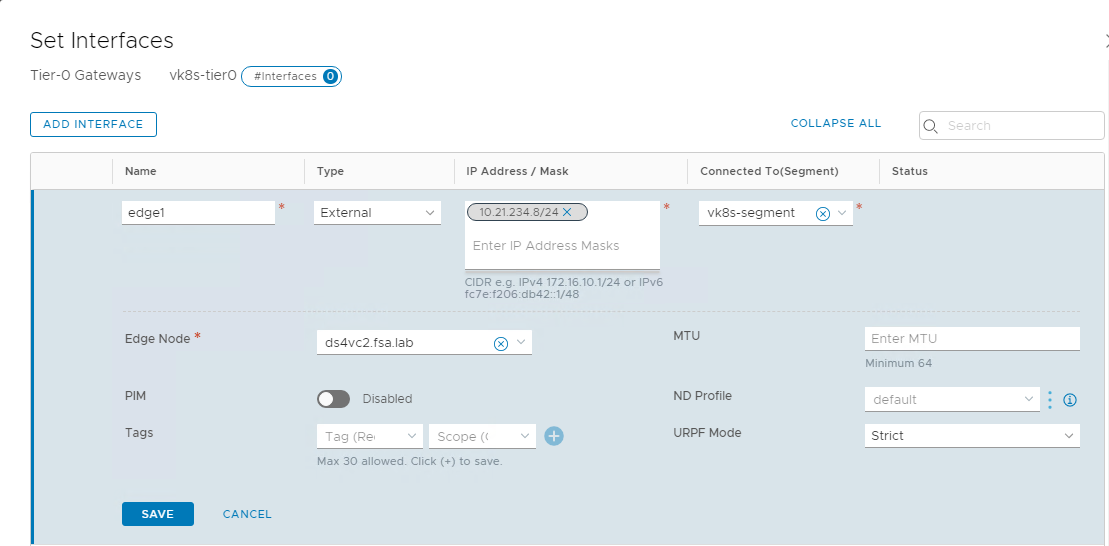 Set Interfaces
Tier-0 Gateways vk8s-tier0 #Interfaces 0
ADD INTERFACE COLLAPSE ALL Search
Name Type IP Address / Mask Connected To(Segment) Status
edge1 * External 10.21.234.8/24 * vk8s-segment *
Enter IP Address Masks
CIDR e.g. IPv4 172.16.10.1/24 or IPv6
fc7e:f206:db42::1/48
Edge Node * ds4vc2.fsa.lab MTU Enter MTU
Minimum 64
PIM Disabled ND Profile default
Tags Tag (Re Scope ( URPF Mode Strict
Max 30 allowed. Click (+) to save.
SAVE CANCEL